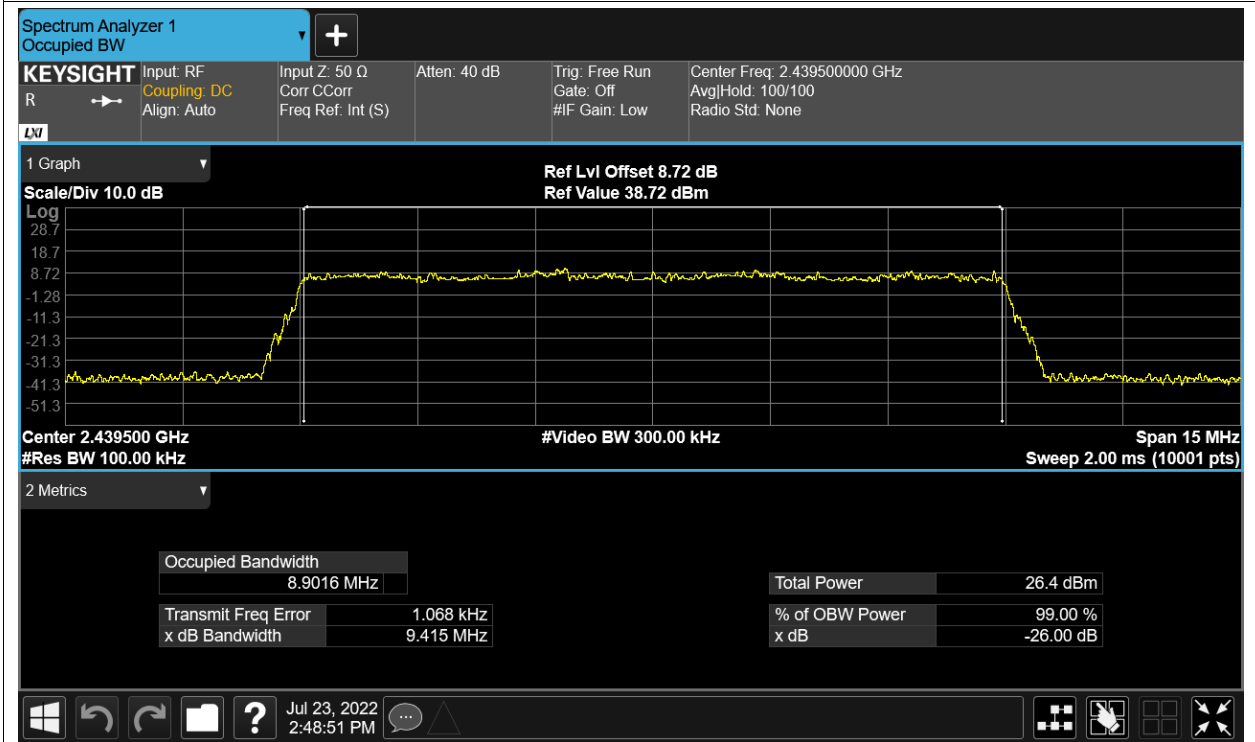 Spectrum Analyzer 1
Occupied BW
KEYSIGHT Input: RF Input Z: 50 Ω Atten: 40 dB Trig: Free Run Center Freq: 2.439500000 GHz
R Coupling: DC Corr CCorr Gate: Off Avg|Hold: 100/100
Align: Auto Freq Ref: Int (S) #IF Gain: Low Radio Std: None
LXI
1 Graph Ref Lvl Offset 8.72 dB
Scale/Div 10.0 dB Ref Value 38.72 dBm
Log
28.7
18.7
8.72
-1.28
-11.3
-21.3
-31.3
-41.3
-51.3
Center 2.439500 GHz #Video BW 300.00 kHz Span 15 MHz
#Res BW 100.00 kHz Sweep 2.00 ms (10001 pts)
2 Metrics
Occupied Bandwidth
8.9016 MHz Total Power 26.4 dBm
Transmit Freq Error 1.068 kHz % of OBW Power 99.00 %
x dB Bandwidth 9.415 MHz x dB -26.00 dB
? Jul 23, 2022
2:48:51 PM